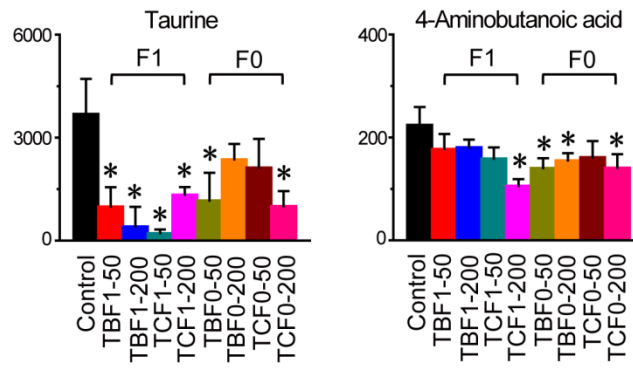 Taurine
6000
3000
0
F1
F0
*
*
*
*
*
*
Control
TBF1-50
TBF1-200
TCF1-50
TCF1-200
TBF0-50
TBF0-200
TCF0-50
TCF0-200
4-Aminobutanoic acid
400
200
0
F1
F0
*
*
*
*
Control
TBF1-50
TBF1-200
TCF1-50
TCF1-200
TBF0-50
TBF0-200
TCF0-50
TCF0-200